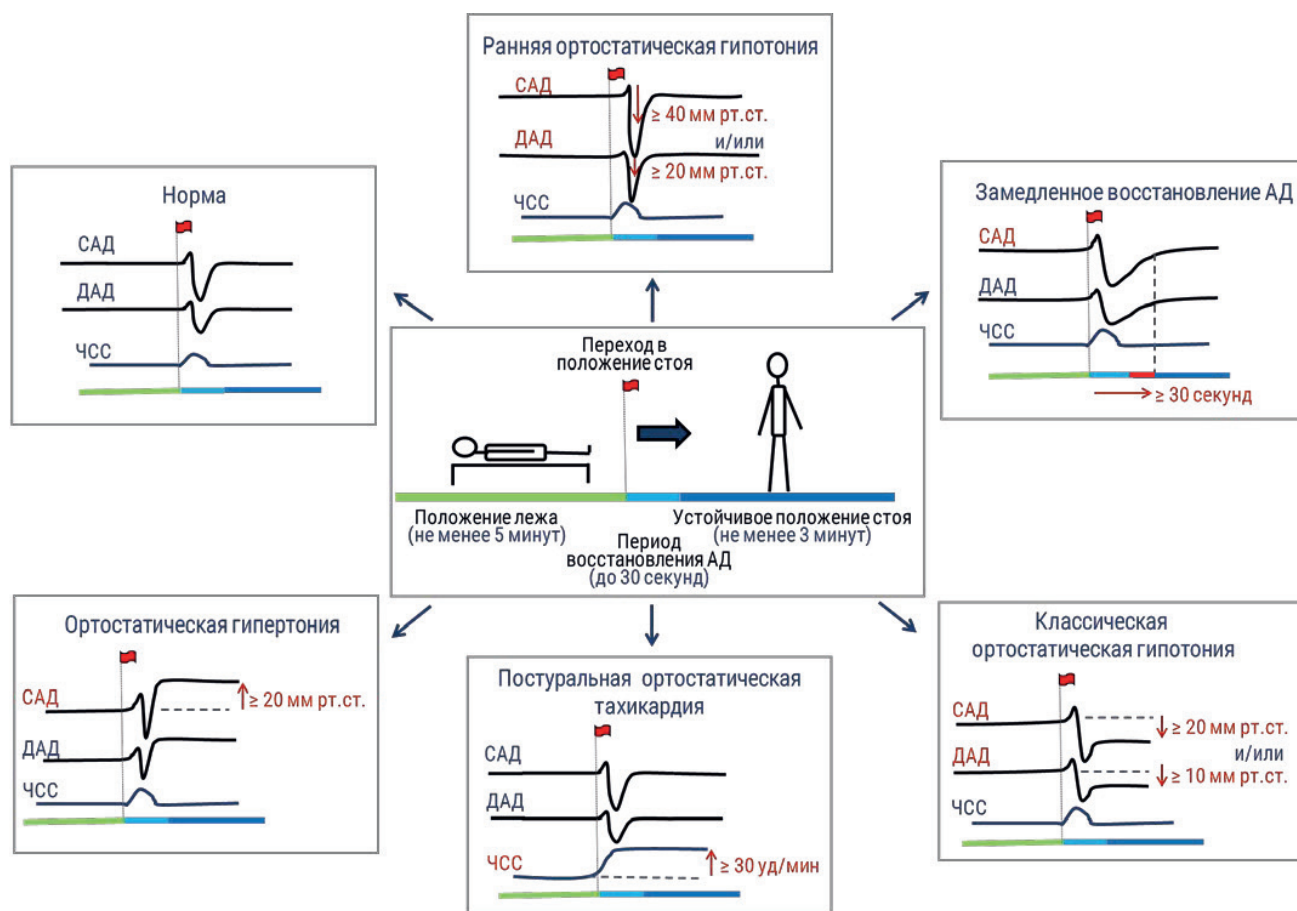 Ранняя ортостатическая гипотония
САД
≥ 40 мм рт.ст.
ДАД
и/или
≥ 20 мм рт.ст.
ЧСС
Норма
САД
ДАД
ЧСС
Замедленное восстановление АД
САД
ДАД
ЧСС
≥ 30 секунд
Переход в
положение стоя
Положение лежа
(не менее 5 минут)
Устойчивое положение стоя
(не менее 3 минут)
Период
восстановления АД
(до 30 секунд)
Ортостатическая гипертония
САД
≥ 20 мм рт.ст.
ДАД
ЧСС
Постуральная ортостатическая
тахикардия
САД
ДАД
ЧСС
≥ 30 уд/мин
Классическая
ортостатическая гипотония
САД
≥ 20 мм рт.ст.
и/или
ДАД
≥ 10 мм рт.ст.
ЧСС